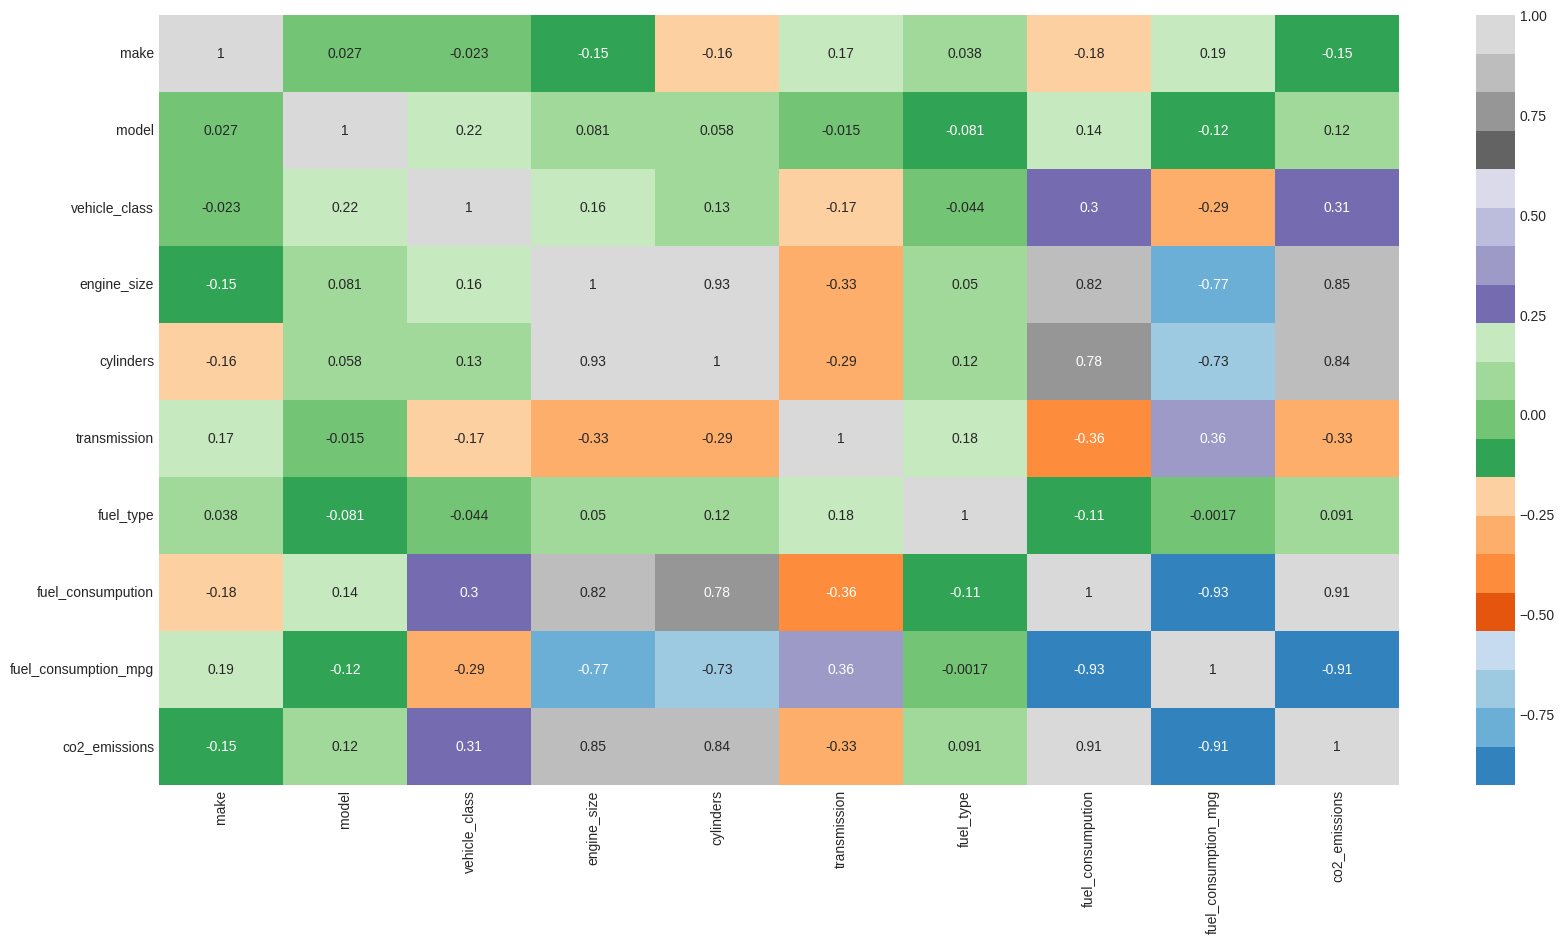 make 1 0.027 -0.023 -0.15 -0.16 0.17 0.038 -0.18 0.19 -0.15
model 0.027 1 0.22 0.081 0.058 -0.015 -0.081 0.14 -0.12 0.12
vehicle_class -0.023 0.22 1 0.16 0.13 -0.17 -0.044 0.3 -0.29 0.31
engine_size -0.15 0.081 0.16 1 0.93 -0.33 0.05 0.82 -0.77 0.85
cylinders -0.16 0.058 0.13 0.93 1 -0.29 0.12 0.78 -0.73 0.84
transmission 0.17 -0.015 -0.17 -0.33 -0.29 1 0.18 -0.36 0.36 -0.33
fuel_type 0.038 -0.081 -0.044 0.05 0.12 0.18 1 -0.11 -0.0017 0.091
fuel_consumpution -0.18 0.14 0.3 0.82 0.78 -0.36 -0.11 1 -0.93 0.91
fuel_consumption_mpg 0.19 -0.12 -0.29 -0.77 -0.73 0.36 -0.0017 -0.93 1 -0.91
co2_emissions -0.15 0.12 0.31 0.85 0.84 -0.33 0.091 0.91 -0.91 1
make
model
vehicle_class
engine_size
cylinders
transmission
fuel_type
fuel_consumpution
fuel_consumption_mpg
co2_emissions
1.00
0.75
0.50
0.25
0.00
−0.25
−0.50
−0.75